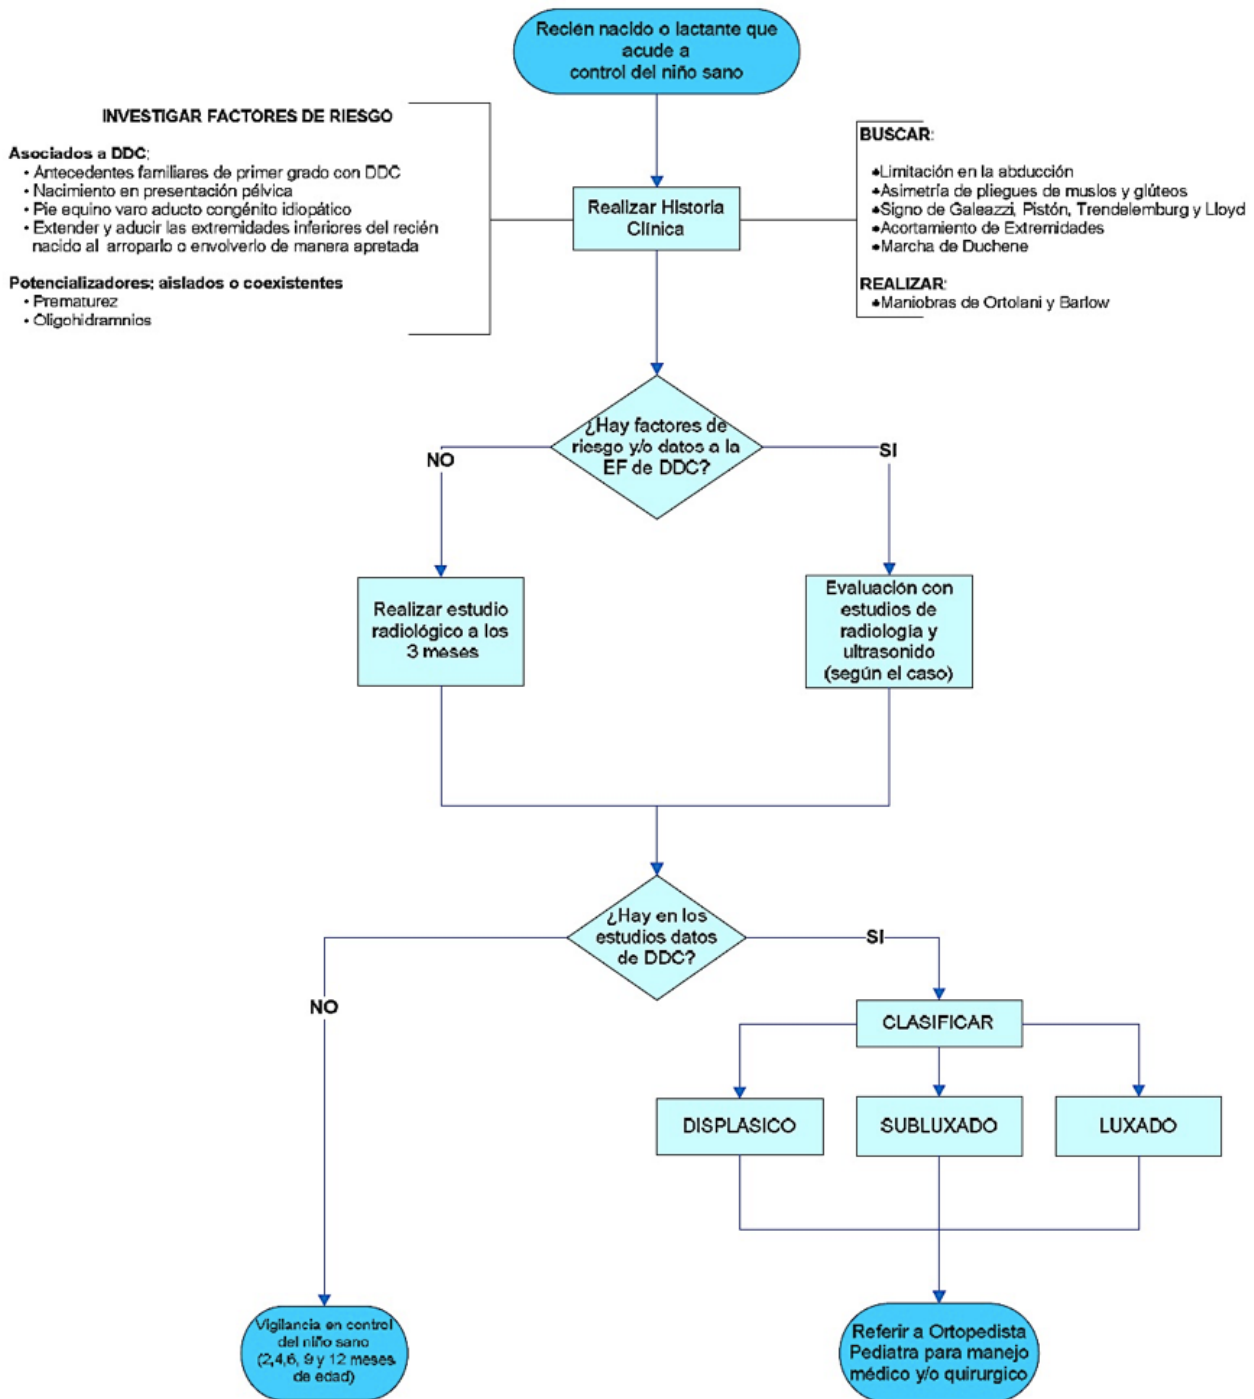 Recién nacido o lactante que
acude a
control del niño sano
INVESTIGAR FACTORES DE RIESGO
Asociados a DDC:
• Antecedentes familiares de primer grado con DDC
• Nacimiento en presentación pélvica
• Pie equino varo aducto congénito idiopático
• Extender y aducir las extremidades inferiores del recién
nacido al arroparlo o envolverlo de manera apretada
Potencializadores; aislados o coexistentes
• Prematurez
• Oligohidramnios
Realizar Historia
Clínica
BUSCAR:
♦Limitación en la abducción
♦Asimetría de pliegues de muslos y glúteos
♦Signo de Galeazzi, Pistón, Trendelemburg y Lloyd
♦Acortamiento de Extremidades
♦Marcha de Duchene
REALIZAR:
♦Maniobras de Ortolani y Barlow
¿Hay factores de
riesgo y/o datos a la
EF de DDC?
NO
SI
Realizar estudio
radiológico a los
3 meses
Evaluación con
estudios de
radiología y
ultrasonido
(según el caso)
¿Hay en los
estudios datos
de DDC?
NO
SI
CLASIFICAR
DISPLASICO
SUBLUXADO
LUXADO
Vigilancia en control
del niño sano
(2,4,6, 9 y 12 meses
de edad)
Referir a Ortopedista
Pediatra para manejo
médico y/o quirurgico